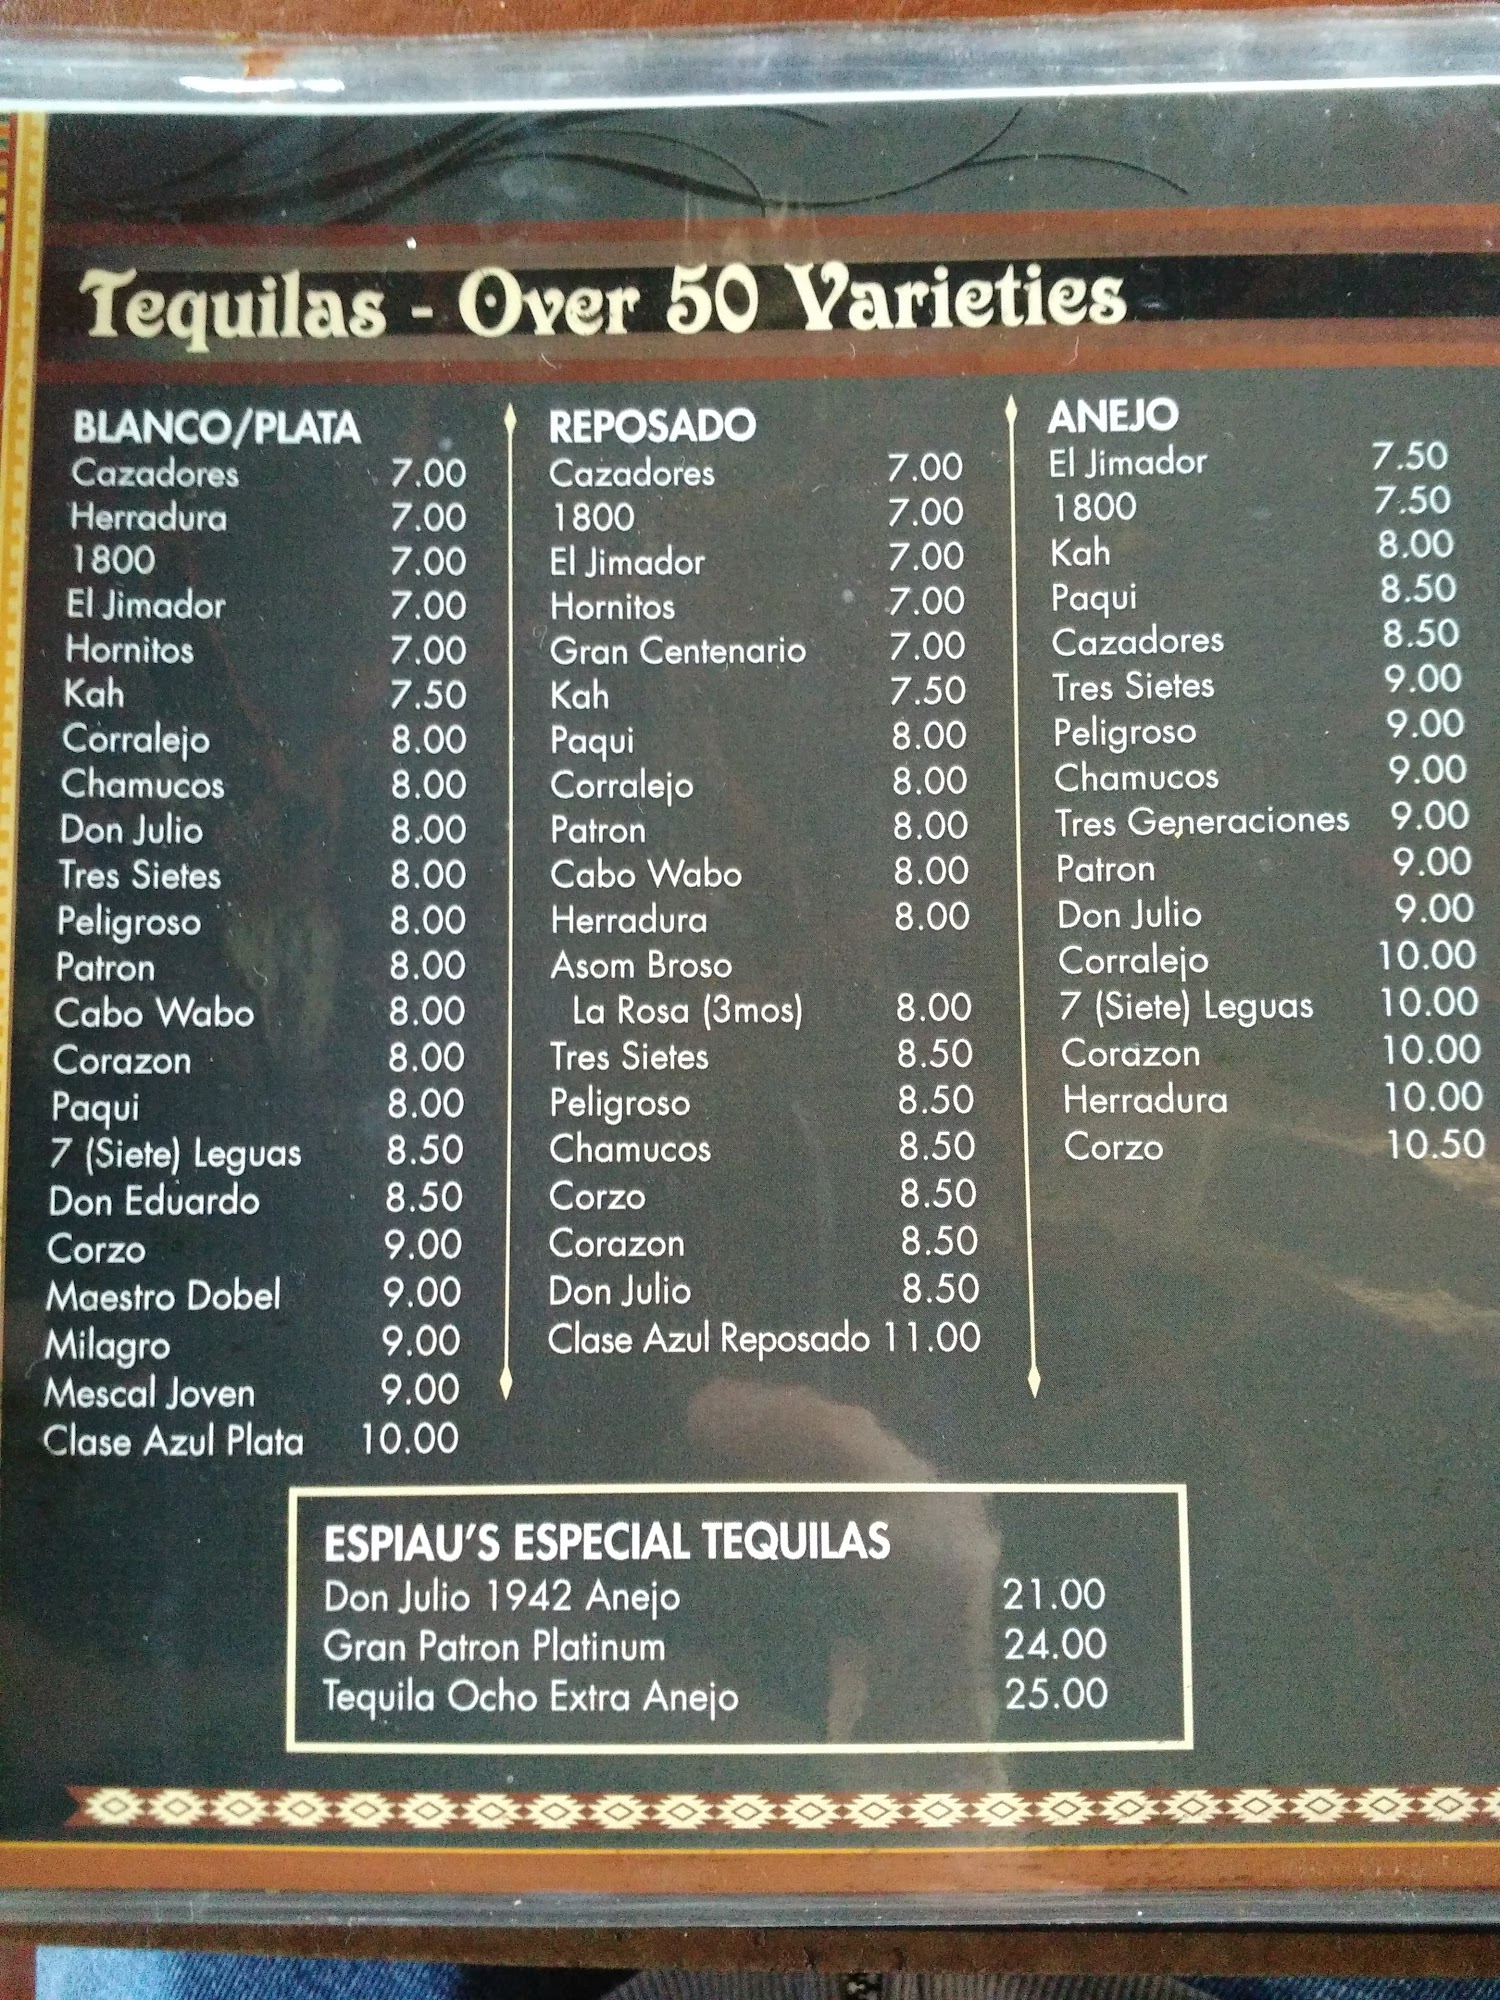 Tequilas - Over 50 Varieties
BLANCO/PLATA
Cazadores 7.00
Herradura 7.00
1800 7.00
El Jimador 7.00
Hornitos 7.00
Kah 7.50
Corralejo 8.00
Chamucos 8.00
Don Julio 8.00
Tres Sietes 8.00
Peligroso 8.00
Patron 8.00
Cabo Wabo 8.00
Corazon 8.00
Paqui 8.00
7 (Siete) Leguas 8.50
Don Eduardo 8.50
Corzo 9.00
Maestro Dobel 9.00
Milagro 9.00
Mescal Joven 9.00
Clase Azul Plata 10.00
REPOSADO
Cazadores 7.00
1800 7.00
El Jimador 7.00
Hornitos 7.00
Gran Centenario 7.00
Kah 7.50
Paqui 8.00
Corralejo 8.00
Patron 8.00
Cabo Wabo 8.00
Herradura 8.00
Asom Broso
La Rosa (3mos) 8.00
Tres Sietes 8.50
Peligroso 8.50
Chamucos 8.50
Corzo 8.50
Corazon 8.50
Don Julio 8.50
Clase Azul Reposado 11.00
ANEJO
El Jimador 7.50
1800 7.50
Kah 8.00
Paqui 8.50
Cazadores 8.50
Tres Sietes 9.00
Peligroso 9.00
Chamucos 9.00
Tres Generaciones 9.00
Patron 9.00
Don Julio 9.00
Corralejo 10.00
7 (Siete) Leguas 10.00
Corazon 10.00
Herradura 10.00
Corzo 10.50
ESPIAU'S ESPECIAL TEQUILAS
Don Julio 1942 Anejo 21.00
Gran Patron Platinum 24.00
Tequila Ocho Extra Anejo 25.00